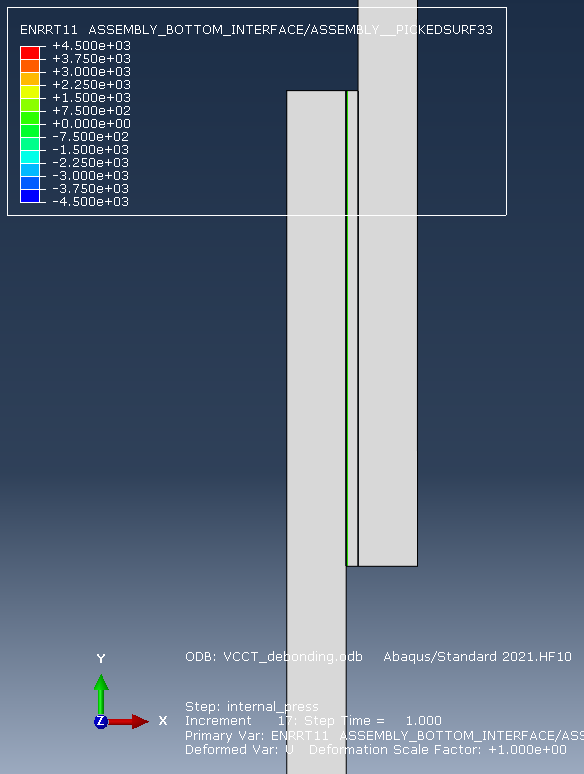 ENRRT11 ASSEMBLY_BOTTOM_INTERFACE/ASSEMBLY__PICKEDSURF33
+4.500e+03
+3.750e+03
+3.000e+03
+2.250e+03
+1.500e+03
+7.500e+02
+0.000e+00
-7.500e+02
-1.500e+03
-2.250e+03
-3.000e+03
-3.750e+03
-4.500e+03
Y
Z
X
ODB: VCCT_debonding.odb Abaqus/Standard 2021.HF10
Step: internal_press
Increment 17: Step Time = 1.000
Primary Var: ENRRT11 ASSEMBLY_BOTTOM_INTERFACE/ASS
Deformed Var: U Deformation Scale Factor: +1.000e+00